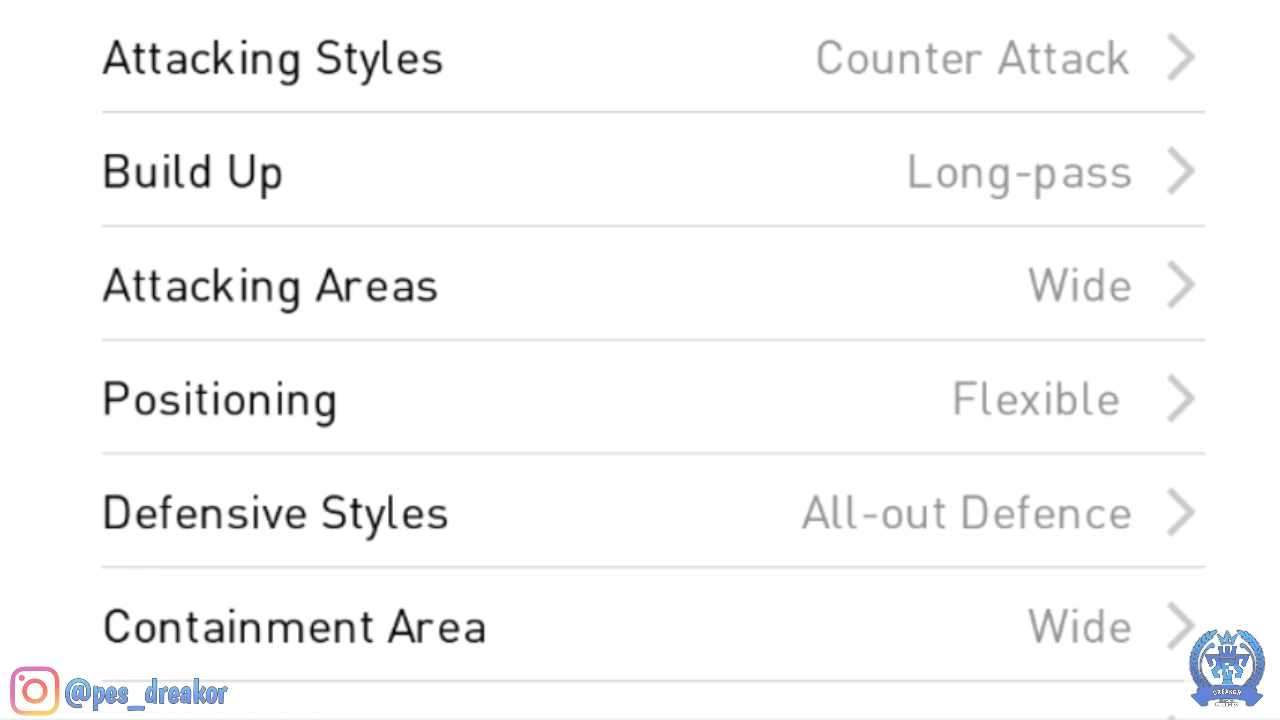 Attacking Styles Counter Attack
Build Up Long-pass
Attacking Areas Wide
Positioning Flexible
Defensive Styles All-out Defence
Containment Area Wide
@pes_dreakor
DREAKOR